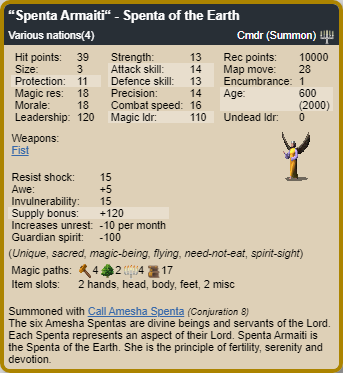 “Spenta Armaiti“ - Spenta of the Earth
Various nations(4) Cmdr (Summon)
Hit points: 39 Strength: 13 Rec points: 10000
Size: 3 Attack skill: 14 Map move: 28
Protection: 11 Defence skill: 13 Encumbrance: 1
Magic res: 18 Precision: 14 Age: 600
Morale: 18 Combat speed: 16 (2000)
Leadership: 120 Magic ldr: 110 Undead ldr: 0
Weapons:
Fist
Resist shock: 15
Awe: +5
Invulnerability: 15
Supply bonus: +120
Increases unrest: -10 per month
Guardian spirit: -100
(Unique, sacred, magic-being, flying, need-not-eat, spirit-sight)
Magic paths: 4 2 4 17
Item slots: 2 hands, head, body, feet, 2 misc
Summoned with Call Amesha Spenta (Conjuration 8)
The six Amesha Spentas are divine beings and servants of the Lord.
Each Spenta represents an aspect of their Lord. Spenta Armaiti is
the Spenta of the Earth. She is the principle of fertility, serenity and
devotion.